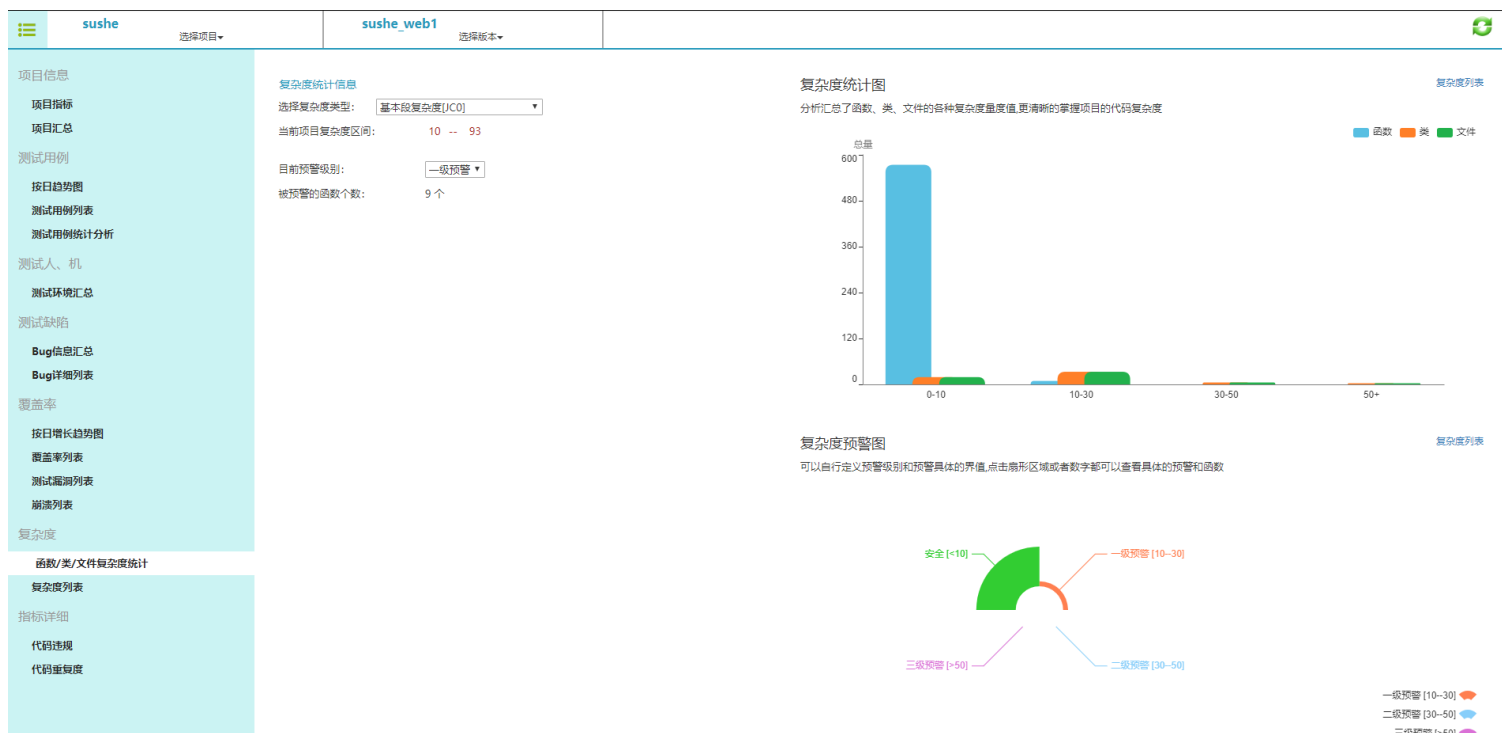 sushe
选择项目
sushe_web1
选择版本
项目信息
项目指标
项目汇总
测试用例
按日趋势图
测试用例列表
测试用例统计分析
测试人、机
测试环境汇总
测试缺陷
Bug信息汇总
Bug详细列表
覆盖率
按日增长趋势图
覆盖率列表
测试漏洞列表
崩溃列表
复杂度
函数/类/文件复杂度统计
复杂度列表
指标详细
代码违规
代码重复度
复杂度统计信息
选择复杂度类型: 基本段复杂度[JC0]
当前项目复杂度区间: 10 -- 93
目前预警级别: 一级预警
被预警的函数个数: 9 个
复杂度统计图 复杂度列表
分析汇总了函数、类、文件的各种复杂度量度值,更清晰的掌握项目的代码复杂度
函数 类 文件
总量
600
480
360
240
120
0
0-10 10-30 30-50 50+
复杂度预警图 复杂度列表
可以自行定义预警级别和预警具体的界值,点击扇形区域或者数字都可以查看具体的预警和函数
安全 [<10] 一级预警 [10--30]
三级预警 [>50] 二级预警 [30--50]
一级预警 [10--30]
二级预警 [30--50]
三级预警 [>50]